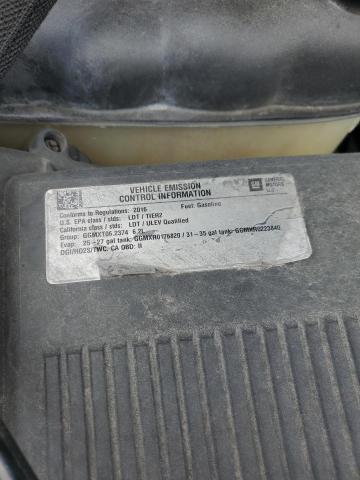 VEHICLE EMISSION
CONTROL INFORMATION
GM
GENERAL
MOTORS
LLC
Conforms to Regulations: 2016 Fuel: Gasoline
U.S. EPA class / stds: LDT / TIER2
California class / stds: LDT / ULEV Qualified
Group: GGMXT06.2374 6.2L
Evap: 25-27 gal tank: GGMXR0176820 / 31-35 gal tank: GGMXR0223840
DGI/HO2S/TWC, CA OBD: II